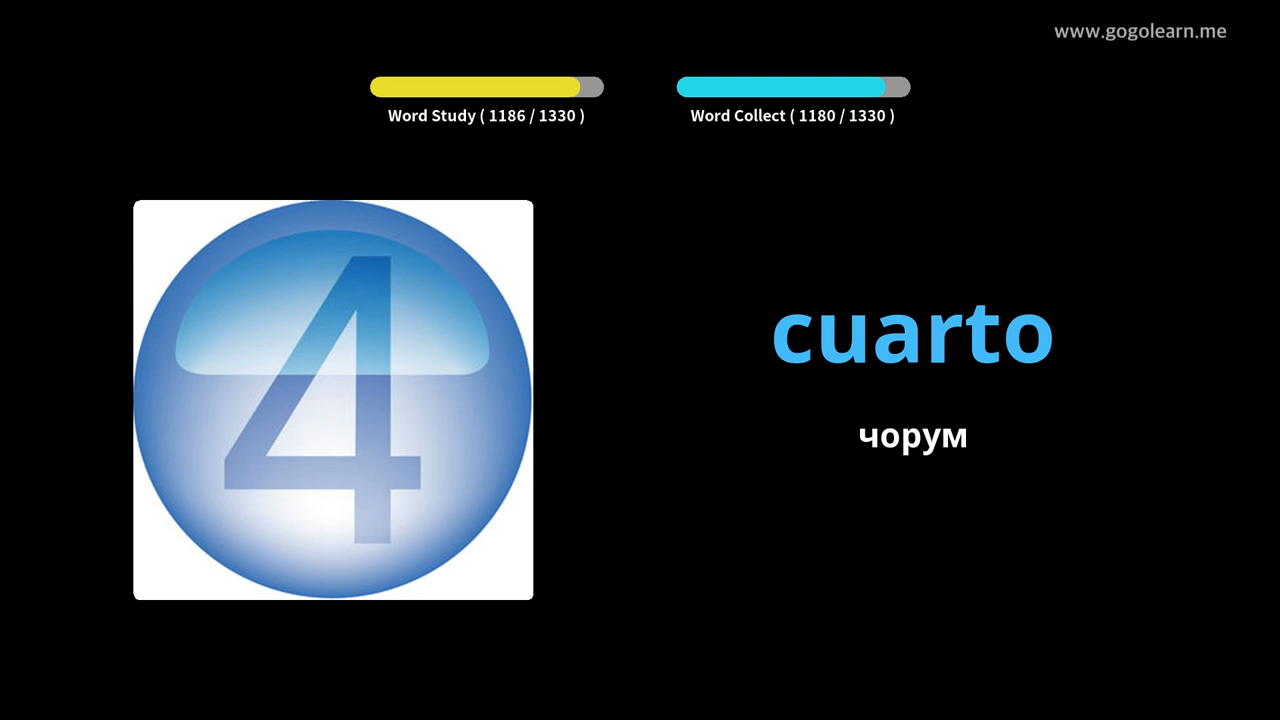 www.gogolearn.me
Word Study ( 1186 / 1330 )
Word Collect ( 1180 / 1330 )
4
cuarto
чорум